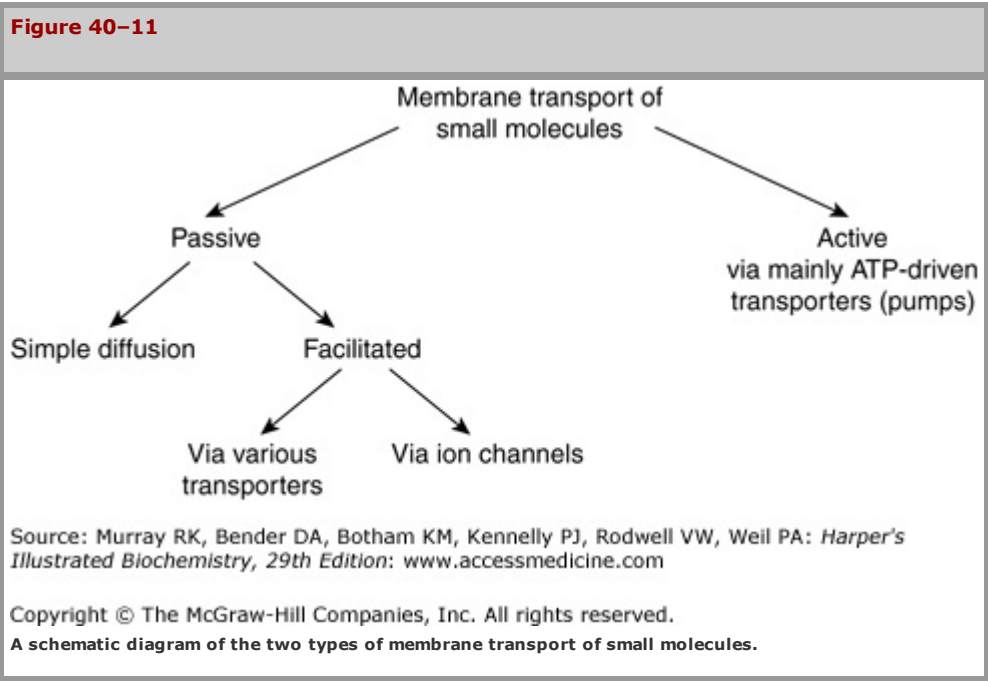 Figure 40–11
Membrane transport of
small molecules
Passive
Active
via mainly ATP-driven
transporters (pumps)
Simple diffusion
Facilitated
Via various
transporters
Via ion channels
Source: Murray RK, Bender DA, Botham KM, Kennelly PJ, Rodwell VW, Weil PA: Harper's
Illustrated Biochemistry, 29th Edition: www.accessmedicine.com
Copyright © The McGraw-Hill Companies, Inc. All rights reserved.
A schematic diagram of the two types of membrane transport of small molecules.